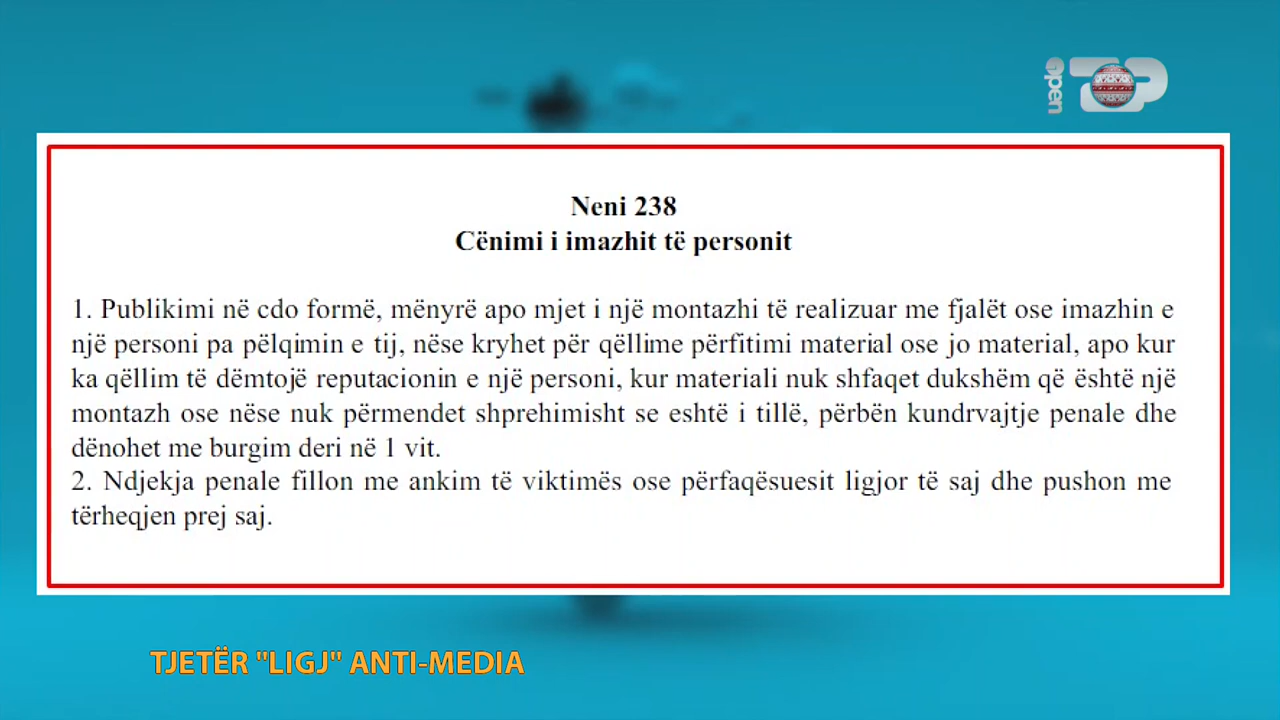 Open
Neni 238
Cënimi i imazhit të personit
1. Publikimi në cdo formë, mënyrë apo mjet i një montazhi të realizuar me fjalët ose imazhin e
një personi pa pëlqimin e tij, nëse kryhet për qëllime përfitimi material ose jo material, apo kur
ka qëllim të dëmtojë reputacionin e një personi, kur materiali nuk shfaqet dukshëm që është një
montazh ose nëse nuk përmendet shprehimisht se eshtë i tillë, përbën kundrvajtje penale dhe
dënohet me burgim deri në 1 vit.
2. Ndjekja penale fillon me ankim të viktimës ose përfaqësuesit ligjor të saj dhe pushon me
tërheqjen prej saj.
TJETËR "LIGJ" ANTI-MEDIA